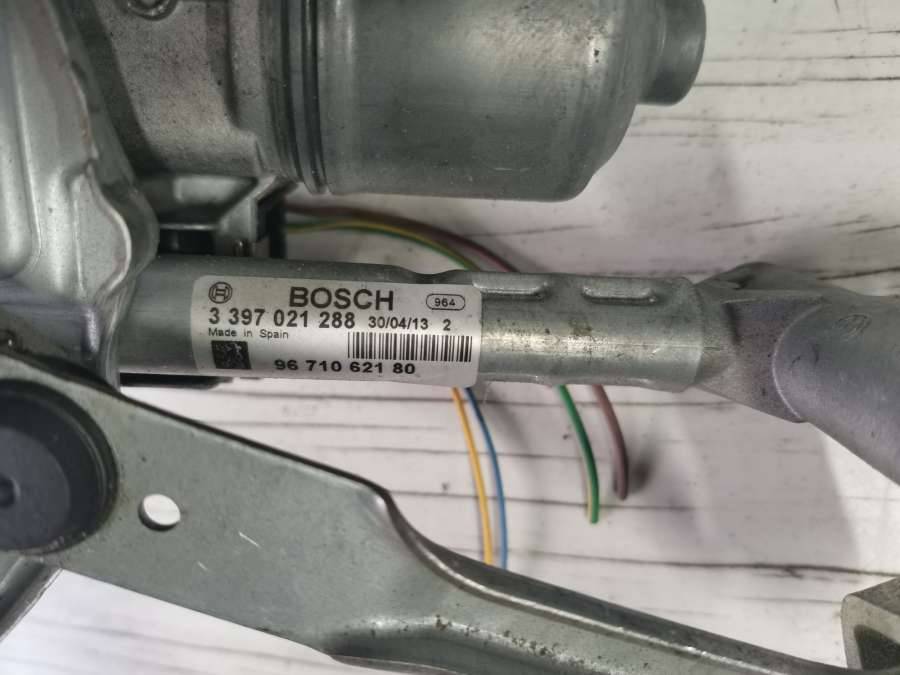 BOSCH 964
3 397 021 288 30/04/13 2
Made in Spain
96 710 621 80